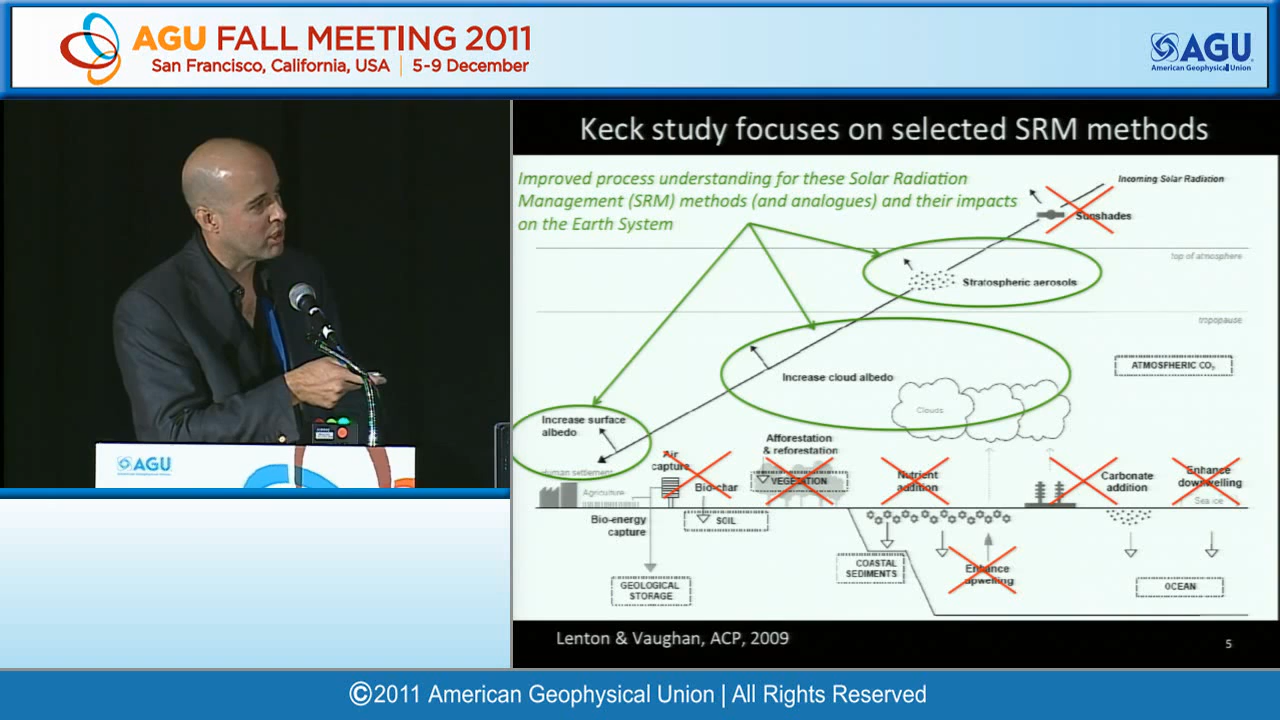 AGU FALL MEETING 2011
San Francisco, California, USA | 5-9 December
AGU
American Geophysical Union
Keck study focuses on selected SRM methods
Improved process understanding for these Solar Radiation
Management (SRM) methods (and analogues) and their impacts
on the Earth System
Incoming Solar Radiation
Sunshades
top of atmosphere
Stratospheric aerosols
tropopause
ATMOSPHERIC CO₂
Increase cloud albedo
Clouds
Increase surface
albedo
Human settlement
Agriculture
Air
capture
Bio-char
Afforestation
& reforestation
VEGETATION
Nutrient
addition
Carbonate
addition
Enhance
downwelling
Sea ice
Bio-energy
capture
SOIL
GEOLOGICAL
STORAGE
COASTAL
SEDIMENTS
Enhance
upwelling
OCEAN
Lenton & Vaughan, ACP, 2009
5
AGU
©2011 American Geophysical Union | All Rights Reserved